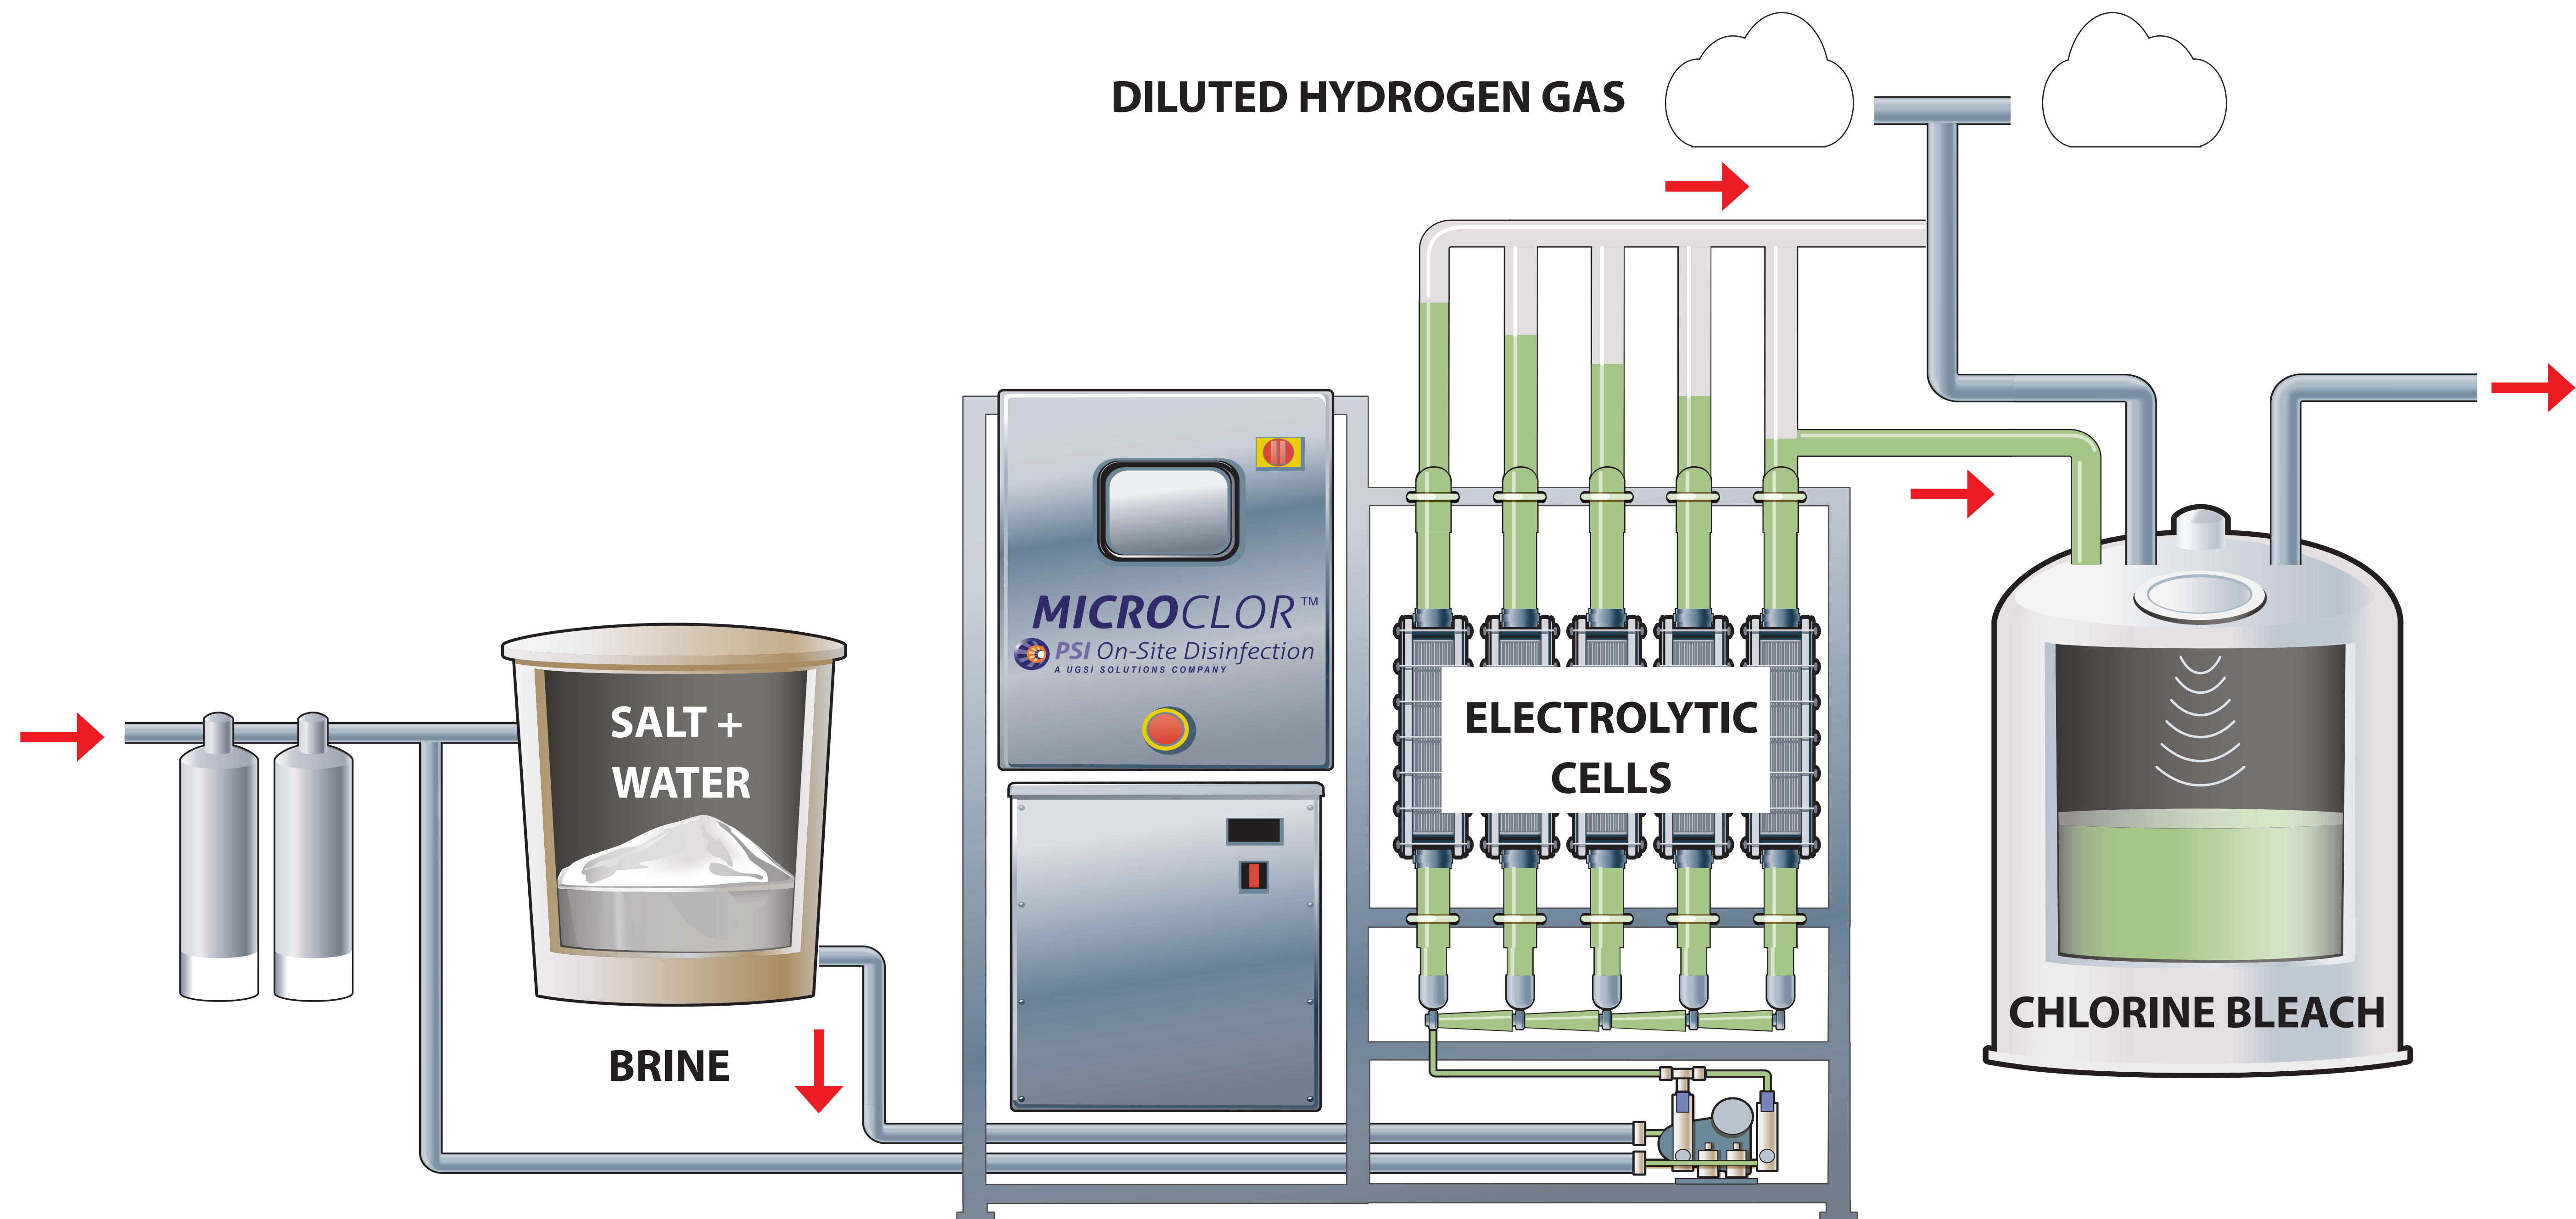 DILUTED HYDROGEN GAS
MICROCLOR™
PSI On-Site Disinfection
A UGSI SOLUTIONS COMPANY
SALT +
WATER
ELECTROLYTIC
CELLS
BRINE
CHLORINE BLEACH